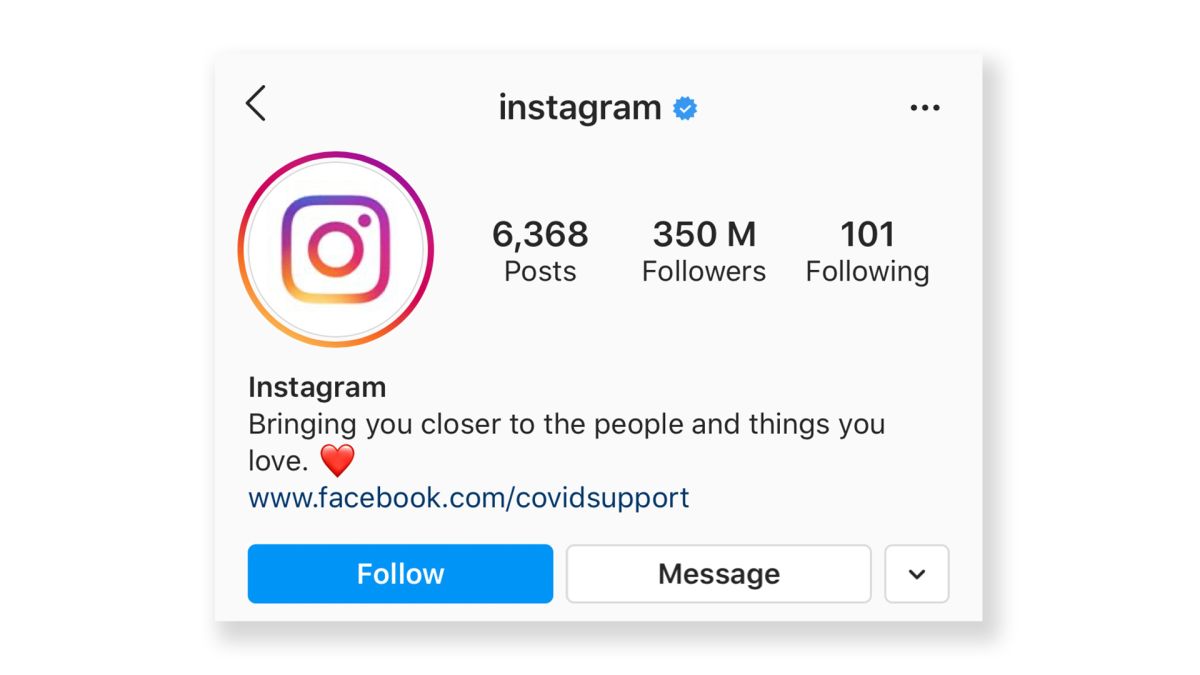 instagram
6,368 350 M 101
Posts Followers Following
Instagram
Bringing you closer to the people and things you
love. ❤️
www.facebook.com/covidsupport
Follow Message